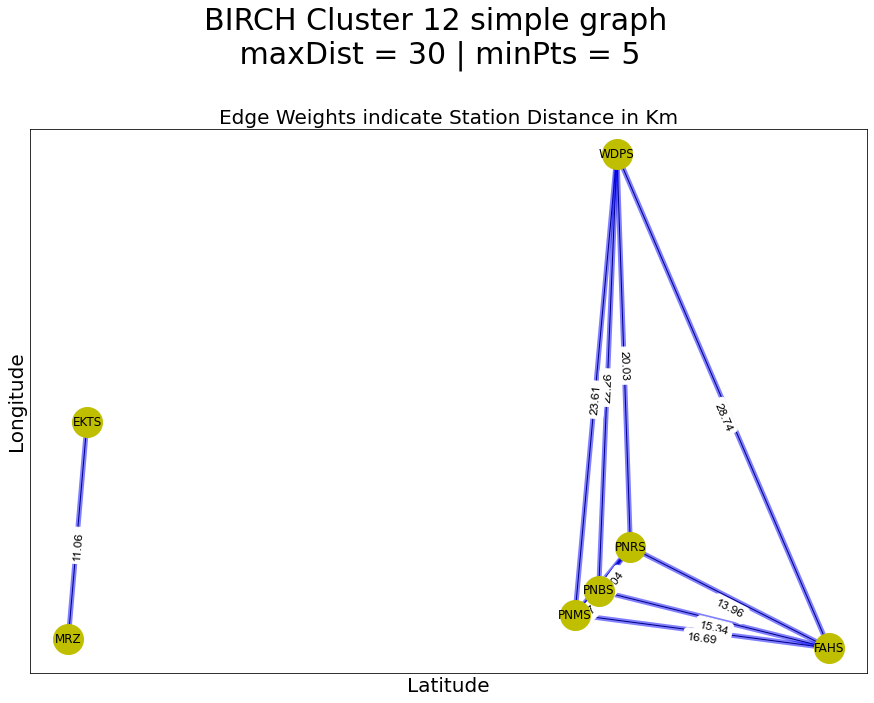 BIRCH Cluster 12 simple graph
maxDist = 30 | minPts = 5
Edge Weights indicate Station Distance in Km
WDPS
20.03
23.61
28.74
Longitude
EKTS
11.06
PNRS
PNBS
13.96
PNMS
15.34
16.69
MRZ
FAHS
Latitude